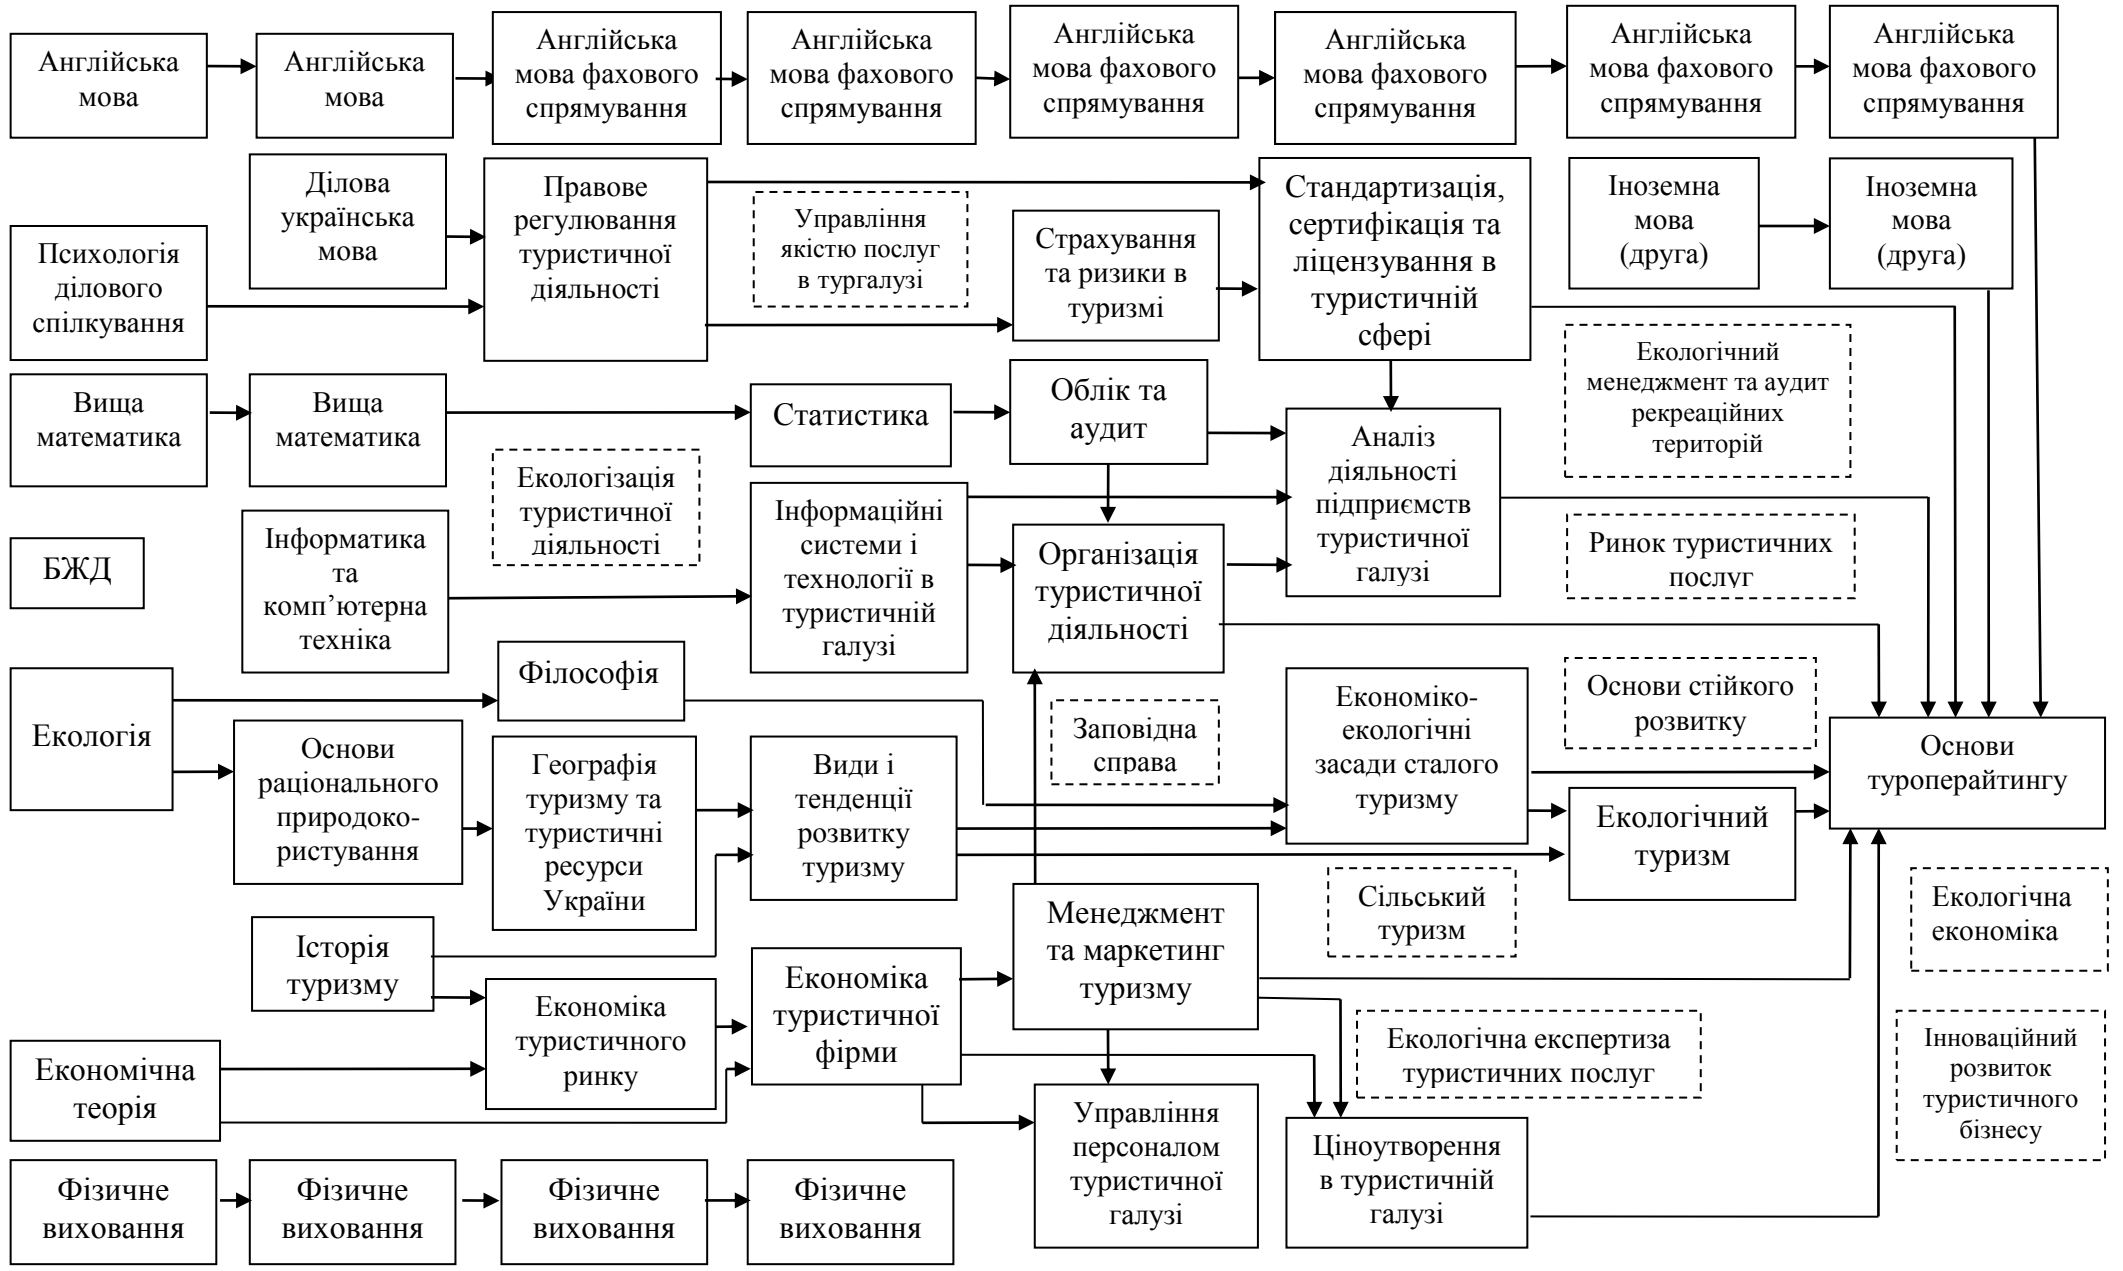 Англійська
мова
Англійська
мова
Англійська
мова фахового
спрямування
Англійська
мова фахового
спрямування
Англійська
мова фахового
спрямування
Англійська
мова фахового
спрямування
Англійська
мова фахового
спрямування
Англійська
мова фахового
спрямування
Ділова
українська
мова
Правове
регулювання
туристичної
діяльності
Управління
якістю послуг
в тургалузі
Страхування
та ризики в
туризмі
Стандартизація,
сертифікація та
ліцензування в
туристичній
сфері
Іноземна
мова
(друга)
Іноземна
мова
(друга)
Психологія
ділового
спілкування
Екологічний
менеджмент та аудит
рекреаційних
територій
Вища
математика
Вища
математика
Статистика
Облік та
аудит
Аналіз
діяльності
підприємств
туристичної
галузі
Екологізація
туристичної
діяльності
Інформаційні
системи і
технології в
туристичній
галузі
Організація
туристичної
діяльності
Ринок туристичних
послуг
БЖД
Інформатика
та
комп’ютерна
техніка
Філософія
Екологія
Основи
раціонального
природоко-
ристування
Географія
туризму та
туристичні
ресурси
України
Види і
тенденції
розвитку
туризму
Заповідна
справа
Економіко-
екологічні
засади сталого
туризму
Основи стійкого
розвитку
Основи
туроперайтингу
Екологічний
туризм
Сільський
туризм
Екологічна
економіка
Історія
туризму
Економіка
туристичного
ринку
Економіка
туристичної
фірми
Менеджмент
та маркетинг
туризму
Екологічна експертиза
туристичних послуг
Інноваційний
розвиток
туристичного
бізнесу
Економічна
теорія
Управління
персоналом
туристичної
галузі
Ціноутворення
в туристичній
галузі
Фізичне
виховання
Фізичне
виховання
Фізичне
виховання
Фізичне
виховання